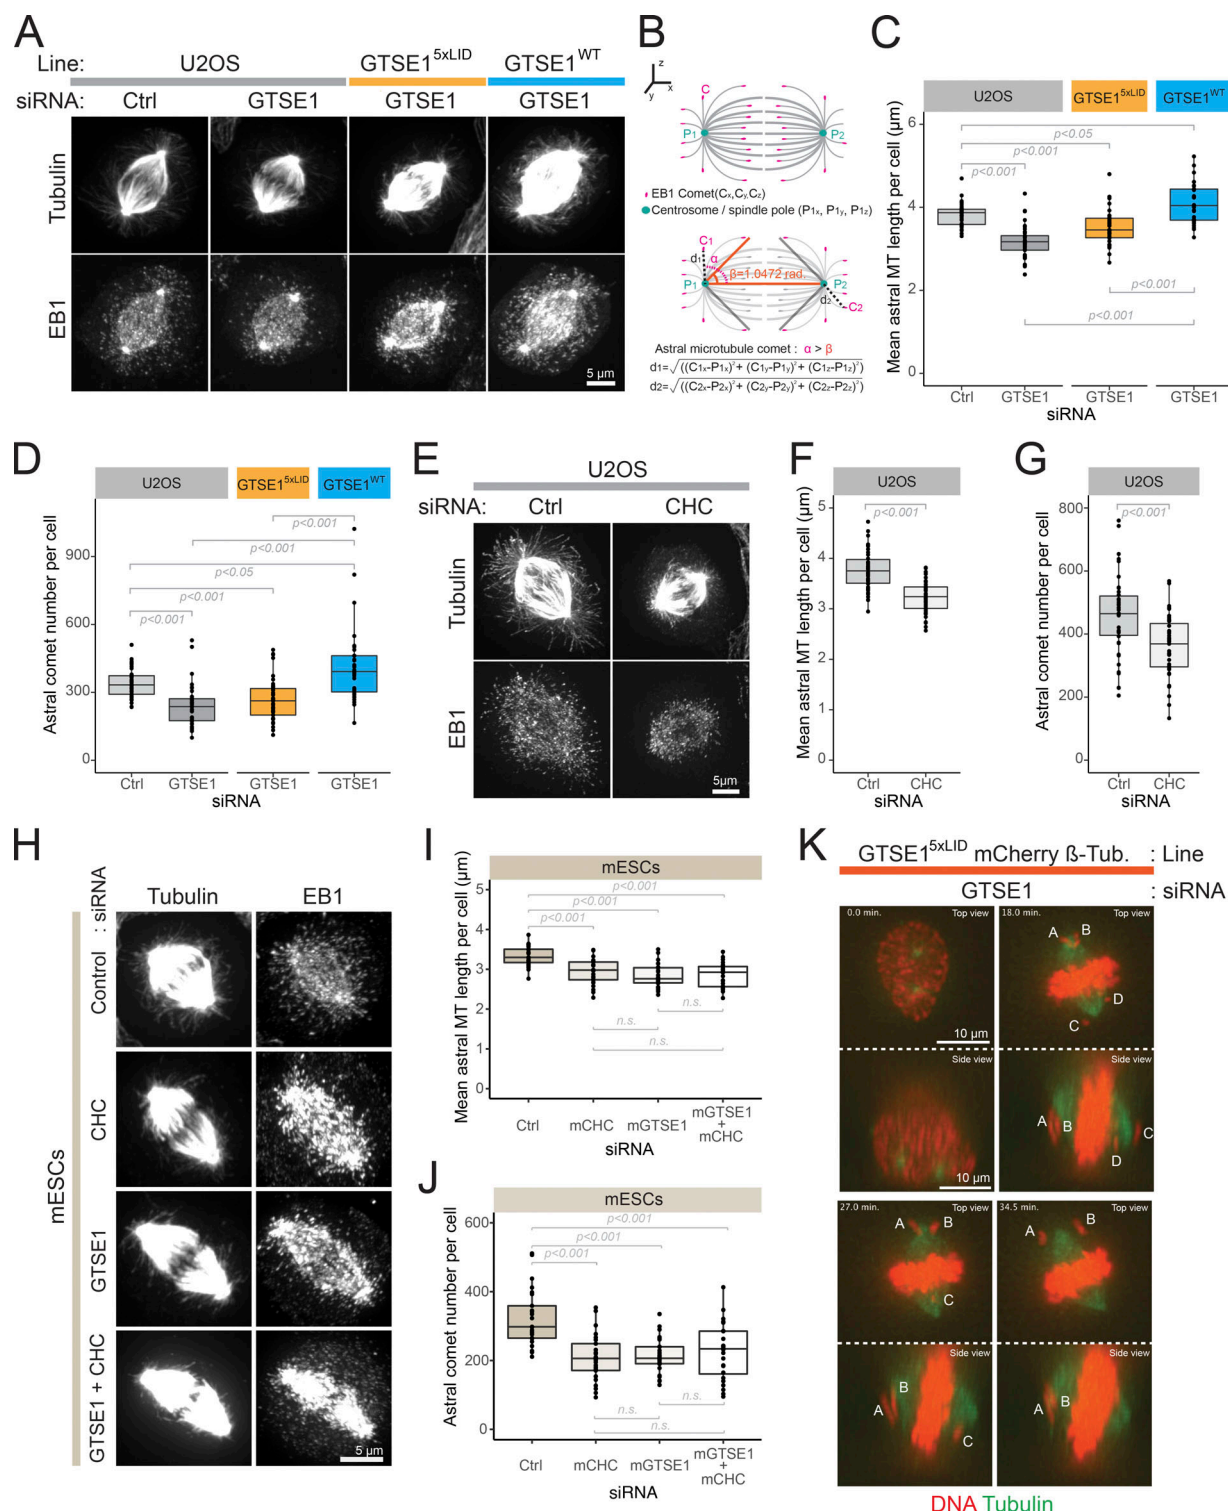 A
Line: U2OS GTSE1^5xLID GTSE1^WT
siRNA: Ctrl GTSE1 GTSE1 GTSE1
Tubulin
EB1
5 µm
B
z
y x
C
P1 P2
EB1 Comet(Cx,Cy,Cz)
Centrosome / spindle pole (P1x, P1y, P1z)
C1
d1 α
β=1.0472 rad.
P1 P2
d2 C2
Astral microtubule comet : α > β
d1=√((C1x-P1x)²+ (C1y-P1y)²+ (C1z-P1z)²)
d2=√((C2x-P2x)²+ (C2y-P2y)²+ (C2z-P2z)²)
C
U2OS GTSE1^5xLID GTSE1^WT
Mean astral MT length per cell (µm)
6
4
2
0
p<0.05
p<0.001
p<0.001
p<0.001
p<0.001
Ctrl GTSE1 GTSE1 GTSE1
siRNA
D
U2OS GTSE1^5xLID GTSE1^WT
Astral comet number per cell
900
600
300
0
p<0.001
p<0.001
p<0.05
p<0.001
p<0.001
Ctrl GTSE1 GTSE1 GTSE1
siRNA
E
U2OS
siRNA: Ctrl CHC
Tubulin
EB1
5µm
F
U2OS
Mean astral MT length per cell (µm)
5
4
3
2
1
0
p<0.001
Ctrl CHC
siRNA
G
U2OS
Astral comet number per cell
800
600
400
200
0
p<0.001
Ctrl CHC
siRNA
H
: siRNA
Tubulin EB1
mESCs
Control
CHC
GTSE1
GTSE1 + CHC
5 µm
I
mESCs
Mean astral MT length per cell (µm)
5
4
3
2
1
0
p<0.001
p<0.001
p<0.001
n.s.
n.s.
n.s.
Ctrl mCHC mGTSE1 mGTSE1 + mCHC
siRNA
J
mESCs
Astral comet number per cell
600
400
200
0
p<0.001
p<0.001
p<0.001
n.s.
n.s.
n.s.
Ctrl mCHC mGTSE1 mGTSE1 + mCHC
siRNA
K
GTSE1^5xLID mCherry ß-Tub. : Line
GTSE1 : siRNA
0.0 min. Top view
10 µm
Side view
10 µm
18.0 min. Top view
A B
D
C
Side view
A B C
D
27.0 min. Top view
A B
C
Side view
B
A
C
34.5 min. Top view
A B
Side view
A B
DNA Tubulin